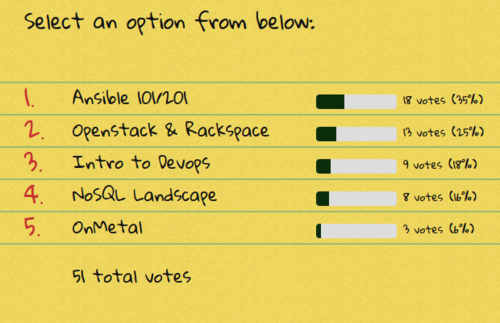 Select an option from below:
1. Ansible 101/201 18 votes (35%)
2. Openstack & Rackspace 13 votes (25%)
3. Intro to Devops 9 votes (18%)
4. NoSQL Landscape 8 votes (16%)
5. OnMetal 3 votes (6%)
51 total votes